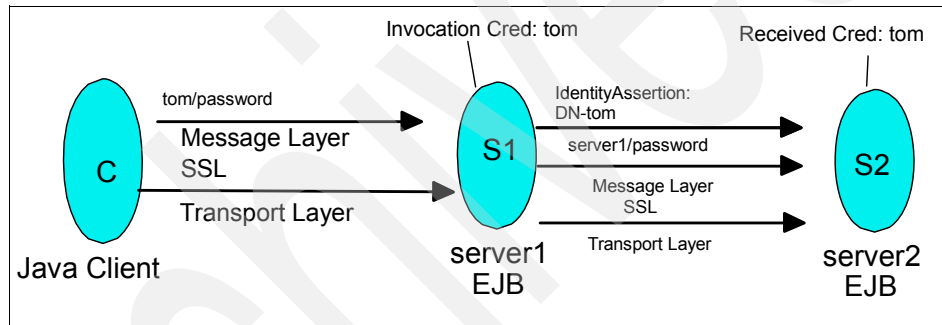 Invocation Cred: tom
Received Cred: tom
tom/password
Message Layer
SSL
Transport Layer
C
Java Client
S1
server1
EJB
IdentityAssertion:
DN-tom
server1/password
Message Layer
SSL
Transport Layer
S2
server2
EJB